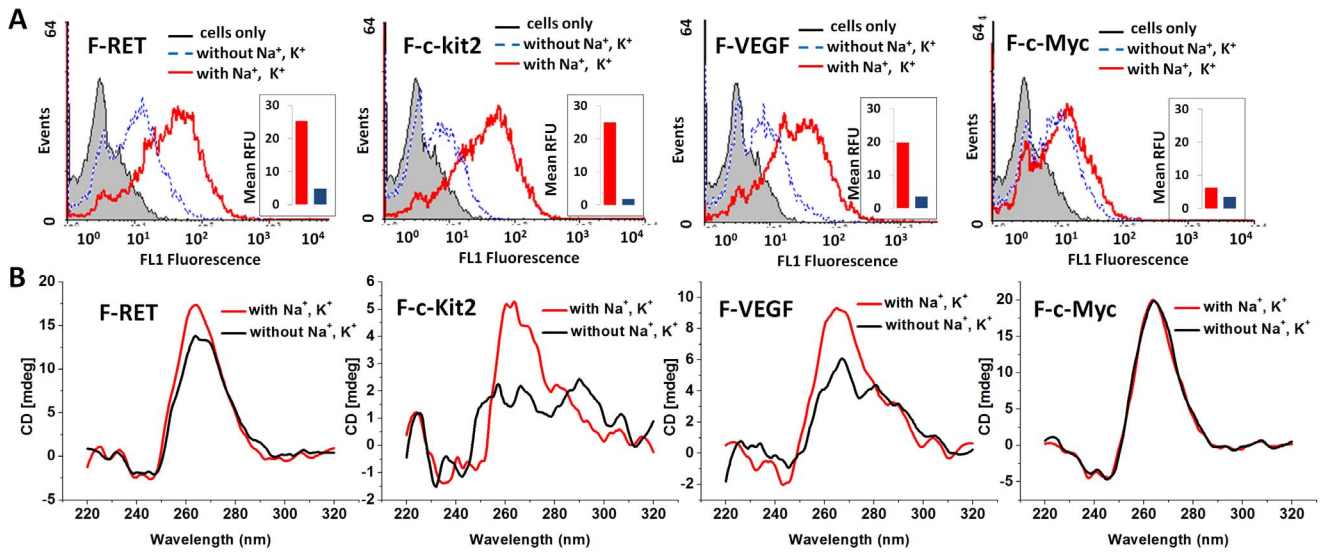 A
F-RET
cells only
without Na⁺, K⁺
with Na⁺, K⁺
64
Events
0
30
20
10
0
Mean RFU
10⁰ 10¹ 10² 10³ 10⁴
FL1 Fluorescence
F-c-kit2
cells only
without Na⁺, K⁺
with Na⁺, K⁺
64
Events
0
30
20
10
0
Mean RFU
10⁰ 10¹ 10² 10³ 10⁴
FL1 Fluorescence
F-VEGF
cells only
without Na⁺, K⁺
with Na⁺, K⁺
64
Events
0
30
20
10
0
Mean RFU
10⁰ 10¹ 10² 10³
FL1 Fluorescence
F-c-Myc
cells only
without Na⁺, K⁺
with Na⁺, K⁺
64
Events
0
30
20
10
0
Mean RFU
10⁰ 10¹ 10² 10³ 10⁴
FL1 Fluorescence
B
F-RET
with Na⁺, K⁺
without Na⁺, K⁺
CD [mdeg]
20
15
10
5
0
-5
220 240 260 280 300 320
Wavelength (nm)
F-c-Kit2
with Na⁺, K⁺
without Na⁺, K⁺
CD [mdeg]
6
5
4
3
2
1
0
-1
-2
220 240 260 280 300 320
Wavelength (nm)
F-VEGF
with Na⁺, K⁺
without Na⁺, K⁺
CD [mdeg]
10
8
6
4
2
0
-2
220 240 260 280 300 320
Wavelength (nm)
F-c-Myc
with Na⁺, K⁺
without Na⁺, K⁺
CD [mdeg]
20
15
10
5
0
-5
220 240 260 280 300 320
Wavelength (nm)